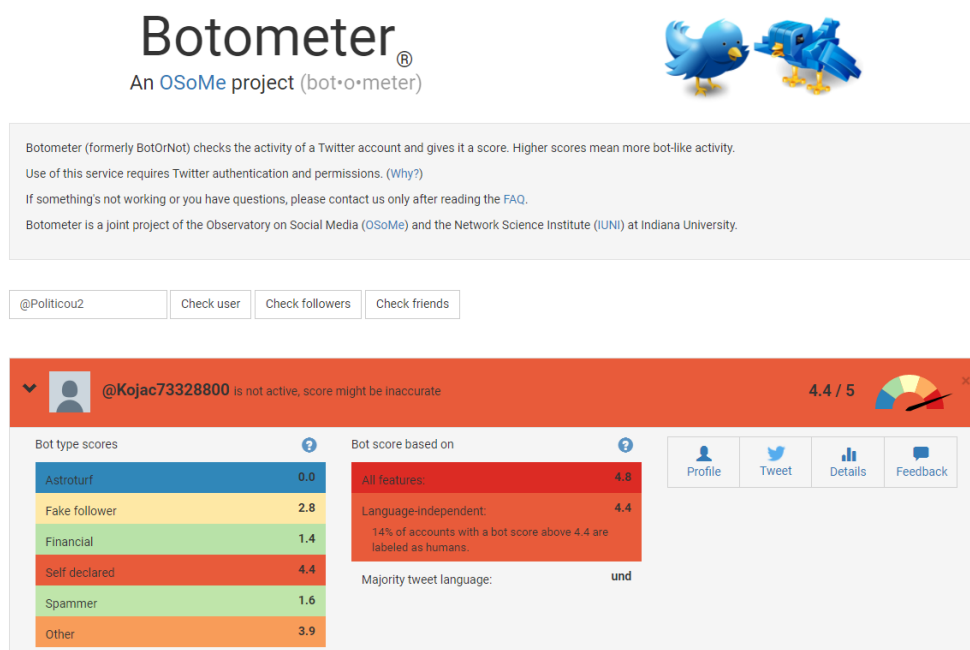 Botometer®
An OSoMe project (bot•o•meter)
Botometer (formerly BotOrNot) checks the activity of a Twitter account and gives it a score. Higher scores mean more bot-like activity.
Use of this service requires Twitter authentication and permissions. (Why?)
If something's not working or you have questions, please contact us only after reading the FAQ.
Botometer is a joint project of the Observatory on Social Media (OSoMe) and the Network Science Institute (IUNI) at Indiana University.
@Politicou2 Check user Check followers Check friends
@Kojac73328800 is not active, score might be inaccurate 4.4 / 5 ×
Bot type scores ?
Astroturf 0.0
Fake follower 2.8
Financial 1.4
Self declared 4.4
Spammer 1.6
Other 3.9
Bot score based on ?
All features: 4.8
Language-independent: 4.4
14% of accounts with a bot score above 4.4 are
labeled as humans.
Majority tweet language: und
Profile Tweet Details Feedback